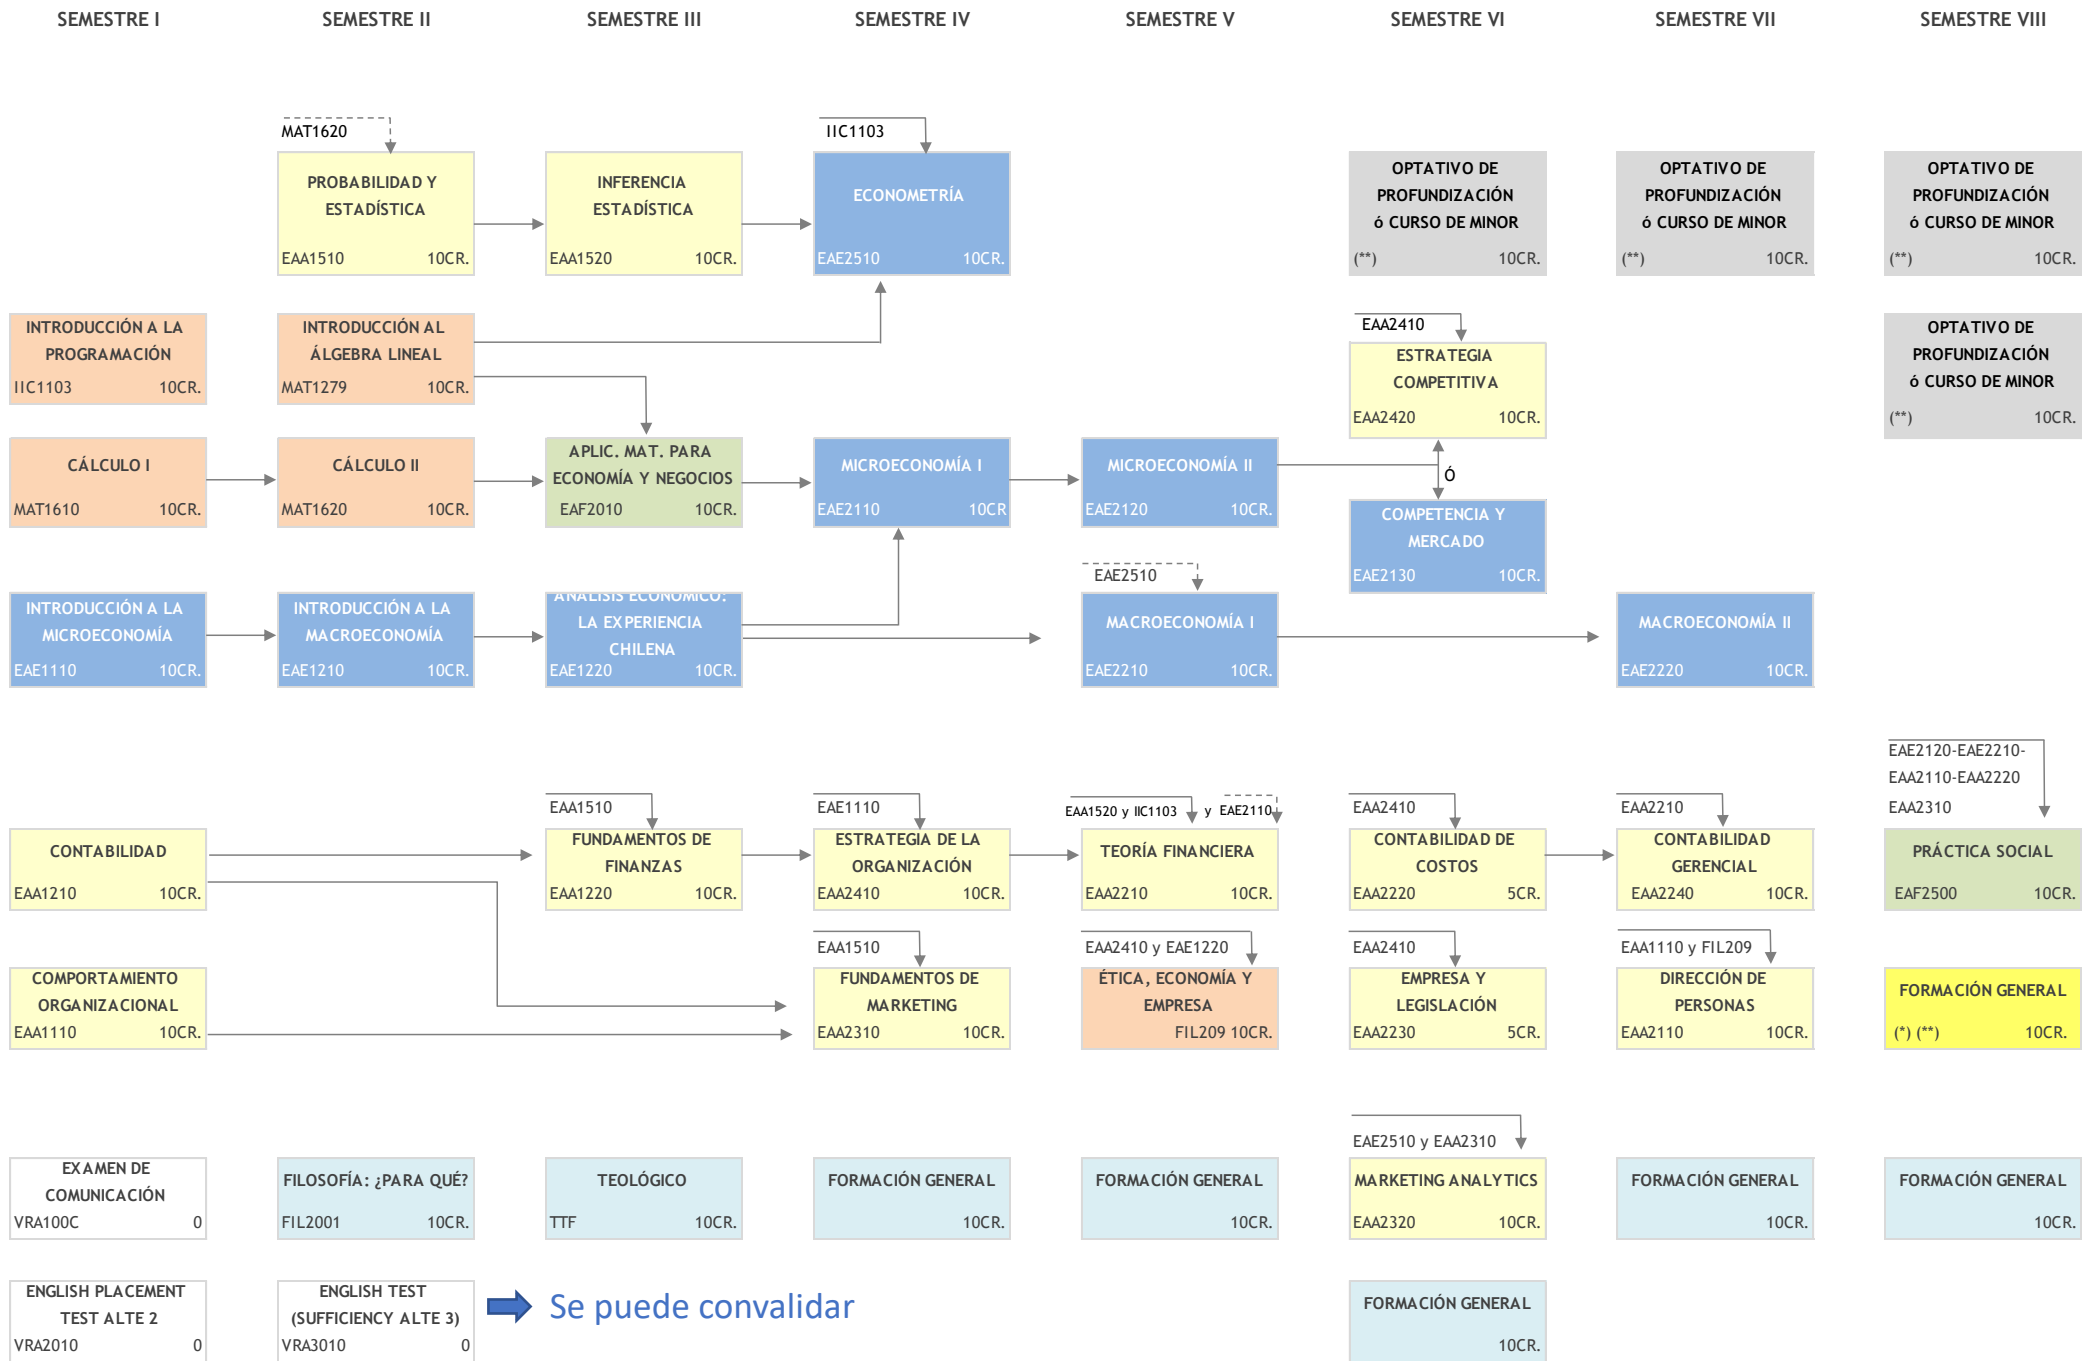 SEMESTRE I
SEMESTRE II
SEMESTRE III
SEMESTRE IV
SEMESTRE V
SEMESTRE VI
SEMESTRE VII
SEMESTRE VIII
MAT1620
PROBABILIDAD Y
ESTADÍSTICA
EAA1510 10CR.
INFERENCIA
ESTADÍSTICA
EAA1520 10CR.
IIC1103
ECONOMETRÍA
EAE2510 10CR.
OPTATIVO DE
PROFUNDIZACIÓN
ó CURSO DE MINOR
(**) 10CR.
OPTATIVO DE
PROFUNDIZACIÓN
ó CURSO DE MINOR
(**) 10CR.
OPTATIVO DE
PROFUNDIZACIÓN
ó CURSO DE MINOR
(**) 10CR.
INTRODUCCIÓN A LA
PROGRAMACIÓN
IIC1103 10CR.
INTRODUCCIÓN AL
ÁLGEBRA LINEAL
MAT1279 10CR.
EAA2410
ESTRATEGIA
COMPETITIVA
EAA2420 10CR.
OPTATIVO DE
PROFUNDIZACIÓN
ó CURSO DE MINOR
(**) 10CR.
CÁLCULO I
MAT1610 10CR.
CÁLCULO II
MAT1620 10CR.
APLIC. MAT. PARA
ECONOMÍA Y NEGOCIOS
EAF2010 10CR.
MICROECONOMÍA I
EAE2110 10CR
MICROECONOMÍA II
EAE2120 10CR.
Ó
COMPETENCIA Y
MERCADO
EAE2130 10CR.
INTRODUCCIÓN A LA
MICROECONOMÍA
EAE1110 10CR.
INTRODUCCIÓN A LA
MACROECONOMÍA
EAE1210 10CR.
ANÁLISIS ECONÓMICO:
LA EXPERIENCIA
CHILENA
EAE1220 10CR.
EAE2510
MACROECONOMÍA I
EAE2210 10CR.
MACROECONOMÍA II
EAE2220 10CR.
CONTABILIDAD
EAA1210 10CR.
EAA1510
FUNDAMENTOS DE
FINANZAS
EAA1220 10CR.
EAE1110
ESTRATEGIA DE LA
ORGANIZACIÓN
EAA2410 10CR.
EAA1520 y IIC1103 y EAE2110
TEORÍA FINANCIERA
EAA2210 10CR.
EAA2410
CONTABILIDAD DE
COSTOS
EAA2220 5CR.
EAA2210
CONTABILIDAD
GERENCIAL
EAA2240 10CR.
EAE2120-EAE2210-
EAA2110-EAA2220
EAA2310
PRÁCTICA SOCIAL
EAF2500 10CR.
COMPORTAMIENTO
ORGANIZACIONAL
EAA1110 10CR.
EAA1510
FUNDAMENTOS DE
MARKETING
EAA2310 10CR.
EAA2410 y EAE1220
ÉTICA, ECONOMÍA Y
EMPRESA
FIL209 10CR.
EAA2410
EMPRESA Y
LEGISLACIÓN
EAA2230 5CR.
EAA1110 y FIL209
DIRECCIÓN DE
PERSONAS
EAA2110 10CR.
FORMACIÓN GENERAL
(*) (**) 10CR.
EXAMEN DE
COMUNICACIÓN
VRA100C 0
FILOSOFÍA: ¿PARA QUÉ?
FIL2001 10CR.
TEOLÓGICO
TTF 10CR.
FORMACIÓN GENERAL
10CR.
FORMACIÓN GENERAL
10CR.
EAE2510 y EAA2310
MARKETING ANALYTICS
EAA2320 10CR.
FORMACIÓN GENERAL
10CR.
FORMACIÓN GENERAL
10CR.
ENGLISH PLACEMENT
TEST ALTE 2
VRA2010 0
ENGLISH TEST
(SUFFICIENCY ALTE 3)
VRA3010 0
Se puede convalidar
FORMACIÓN GENERAL
10CR.